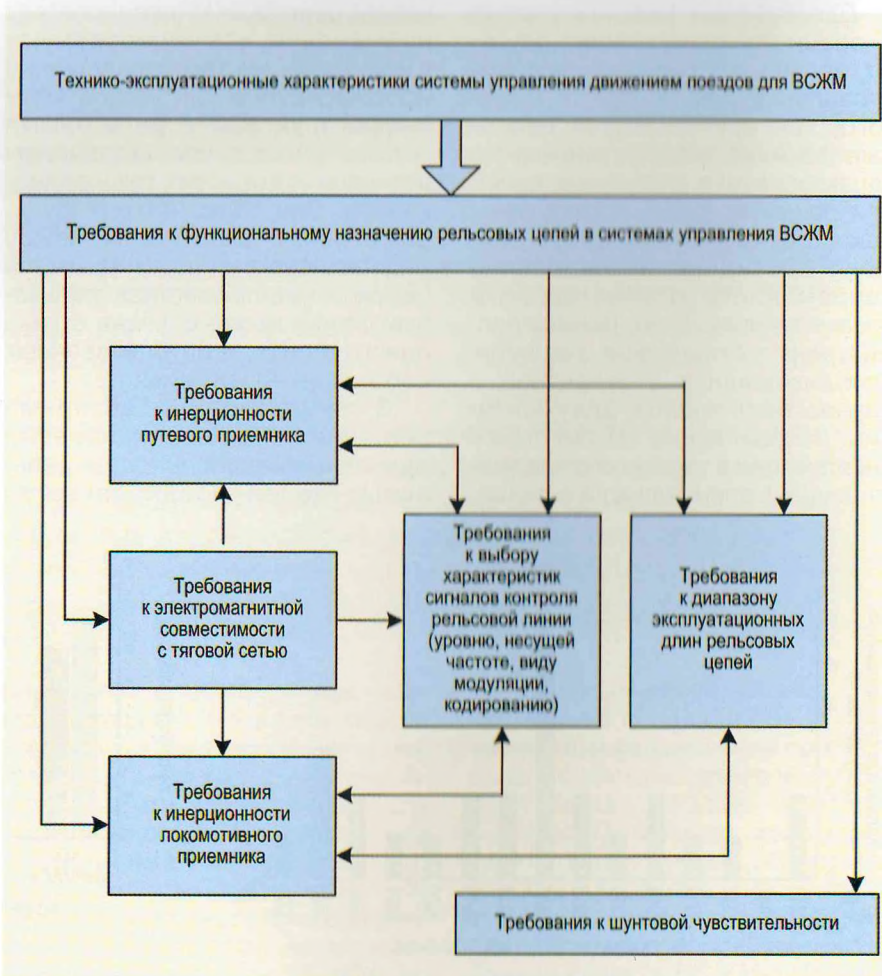 Технико-эксплуатационные характеристики системы управления движением поездов для ВСЖМ
Требования к функциональному назначению рельсовых цепей в системах управления ВСЖМ
Требования
к инерционности
путевого приемника
Требования
к электромагнитной
совместимости
с тяговой сетью
Требования
к выбору
характеристик
сигналов контроля
рельсовой линии
(уровню, несущей
частоте, виду
модуляции,
кодированию)
Требования
к диапазону
эксплуатационных
длин рельсовых
цепей
Требования
к инерционности
локомотивного
приемника
Требования к шунтовой чувствительности